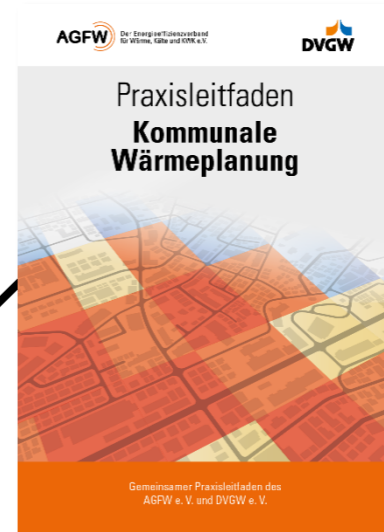 AGFW
Der Energieeffizienzverband
für Wärme, Kälte und KWK e.V.
DVGW
Praxisleitfaden
Kommunale
Wärmeplanung
Gemeinsamer Praxisleitfaden des
AGFW e. V. und DVGW e. V.